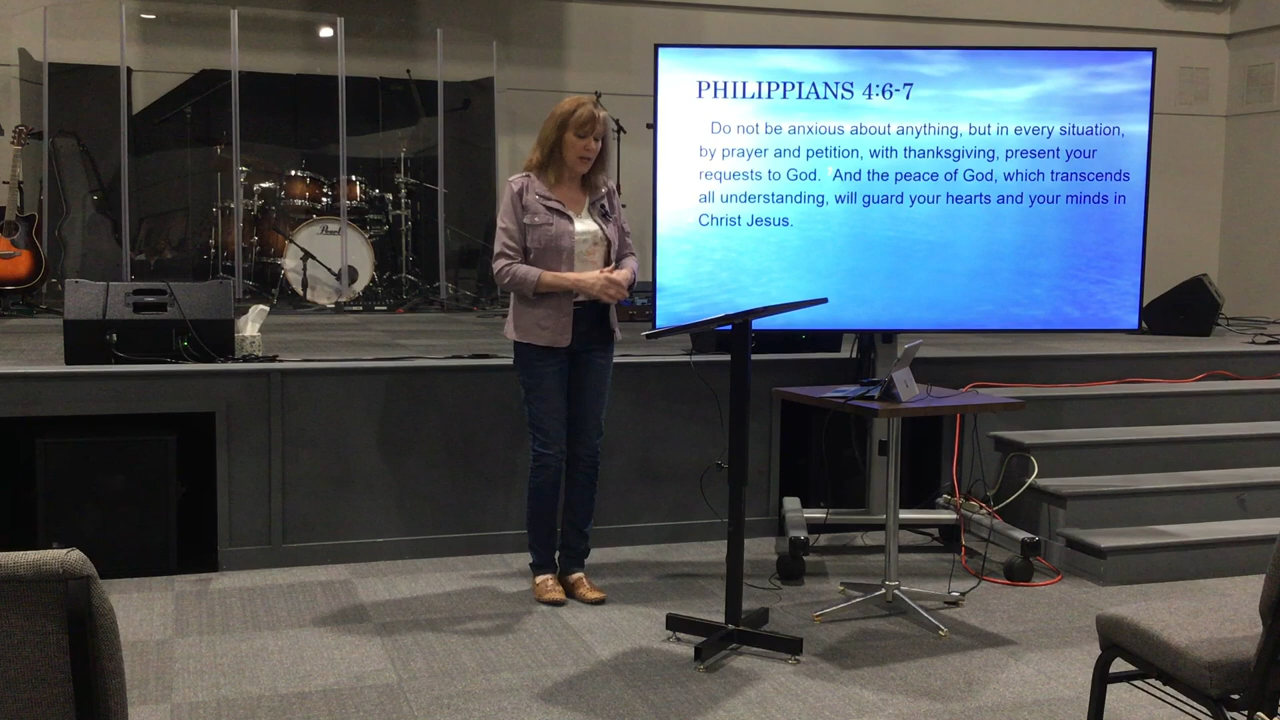 PHILIPPIANS 4:6-7
Do not be anxious about anything, but in every situation,
by prayer and petition, with thanksgiving, present your
requests to God. And the peace of God, which transcends
all understanding, will guard your hearts and your minds in
Christ Jesus.
Pearl